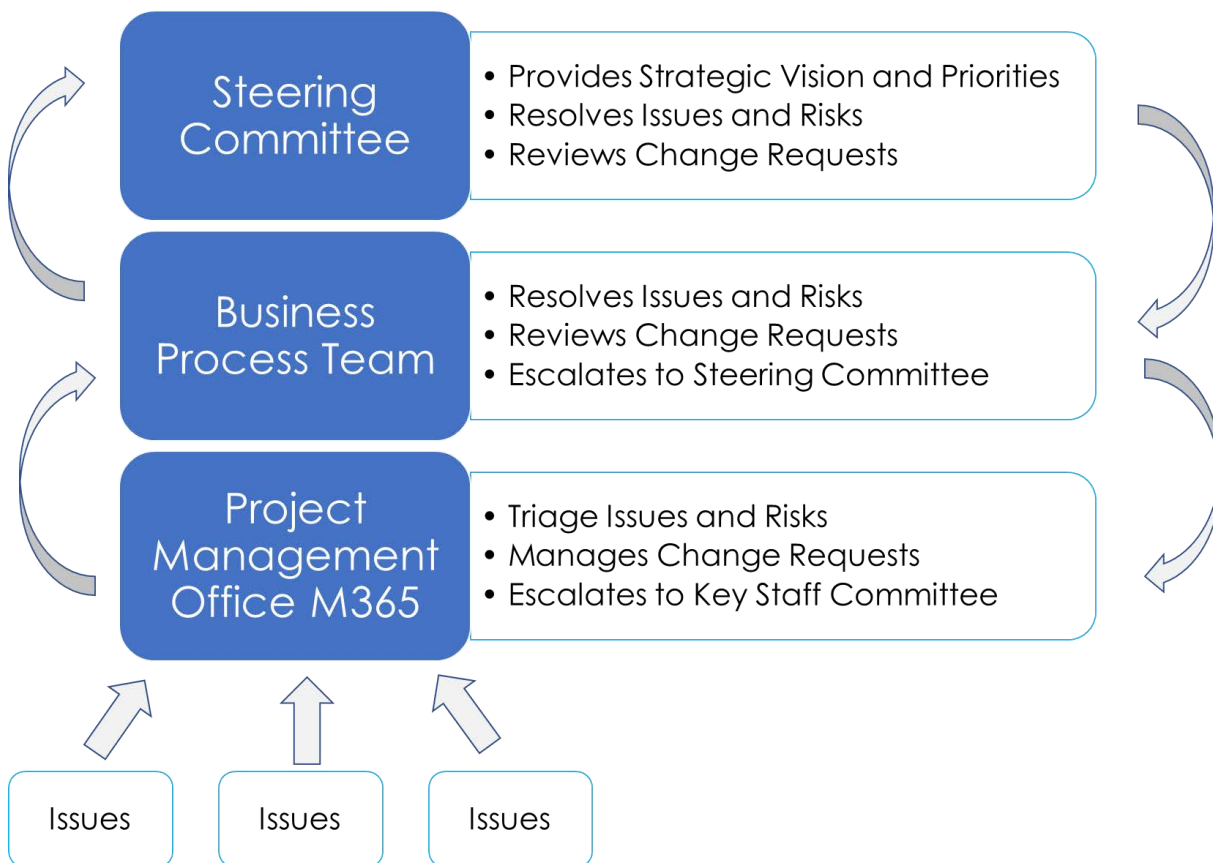 Steering
Committee
• Provides Strategic Vision and Priorities
• Resolves Issues and Risks
• Reviews Change Requests
Business
Process Team
• Resolves Issues and Risks
• Reviews Change Requests
• Escalates to Steering Committee
Project
Management
Office M365
• Triage Issues and Risks
• Manages Change Requests
• Escalates to Key Staff Committee
Issues
Issues
Issues